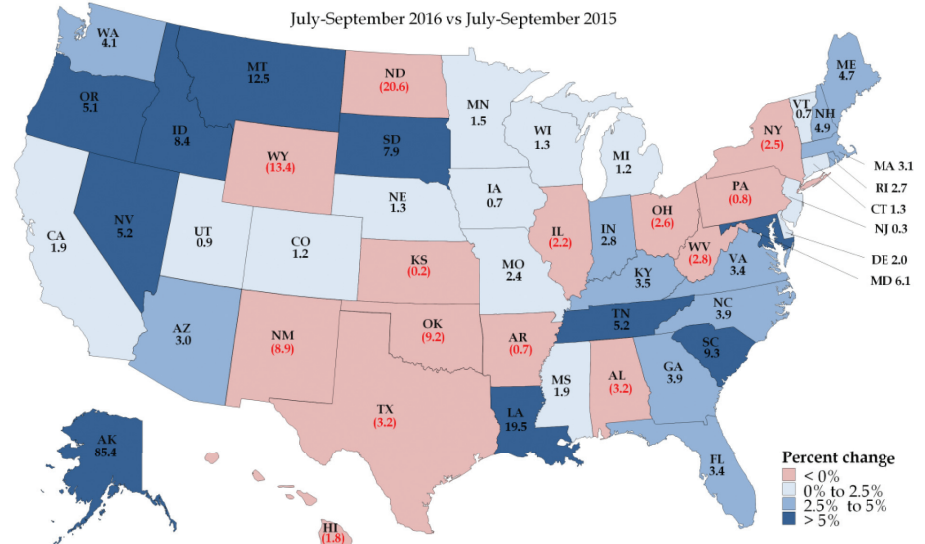 July-September 2016 vs July-September 2015
WA
4.1
MT
12.5
ND
(20.6)
MN
1.5
ME
4.7
VT
0.7
NH
4.9
OR
5.1
ID
8.4
WI
1.3
NY
(2.5)
SD
7.9
MI
1.2
WY
(13.4)
MA 3.1
RI 2.7
CT 1.3
NJ 0.3
DE 2.0
MD 6.1
PA
(0.8)
NE
1.3
IA
0.7
NV
5.2
UT
0.9
CO
1.2
IL
(2.2)
IN
2.8
OH
(2.6)
WV
(2.8)
VA
3.4
CA
1.9
KS
(0.2)
MO
2.4
KY
3.5
NC
3.9
TN
5.2
AZ
3.0
NM
(8.9)
OK
(9.2)
AR
(0.7)
SC
9.3
MS
1.9
AL
(3.2)
GA
3.9
TX
(3.2)
LA
19.5
FL
3.4
AK
85.4
HI
(1.8)
Percent change
< 0%
0% to 2.5%
2.5% to 5%
> 5%